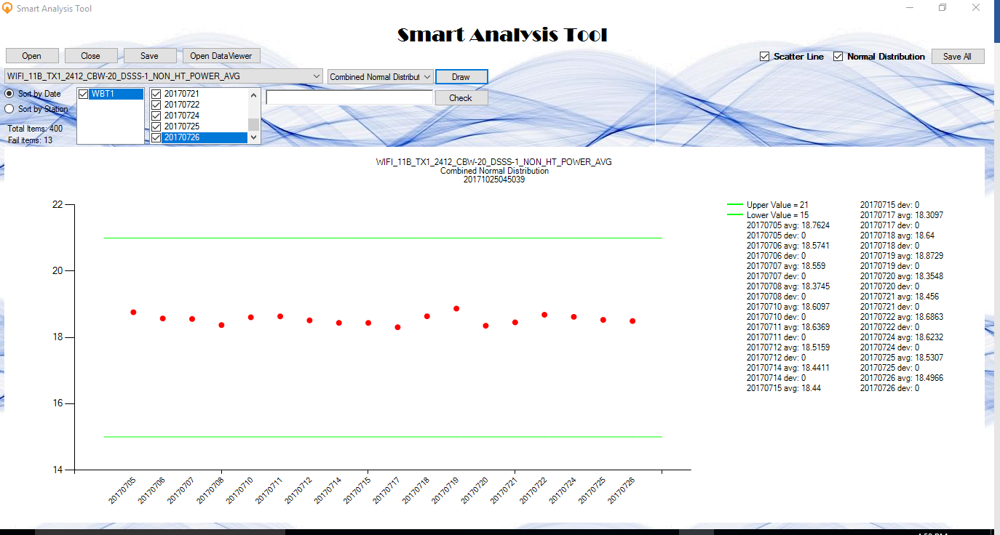 Smart Analysis Tool
Smart Analysis Tool
Open Close Save Open DataViewer
Scatter Line Normal Distribution Save All
WIFI_11B_TX1_2412_CBW-20_DSSS-1_NON_HT_POWER_AVG Combined Normal Distribut Draw
Sort by Date
Sort by Station
Total Items: 400
Fail items: 13
WBT1
20170721
20170722
20170724
20170725
20170726
Check
WIFI_11B_TX1_2412_CBW-20_DSSS-1_NON_HT_POWER_AVG
Combined Normal Distribution
20171025045039
22
20
18
16
14
20170705 20170706 20170707 20170708 20170710 20170711 20170712 20170714 20170715 20170717 20170718 20170719 20170720 20170721 20170722 20170724 20170725 20170726
Upper Value = 21
Lower Value = 15
20170705 avg: 18.7624
20170705 dev: 0
20170706 avg: 18.5741
20170706 dev: 0
20170707 avg: 18.559
20170707 dev: 0
20170708 avg: 18.3745
20170708 dev: 0
20170710 avg: 18.6097
20170710 dev: 0
20170711 avg: 18.6369
20170711 dev: 0
20170712 avg: 18.5159
20170712 dev: 0
20170714 avg: 18.4411
20170714 dev: 0
20170715 avg: 18.44
20170715 dev: 0
20170717 avg: 18.3097
20170717 dev: 0
20170718 avg: 18.64
20170718 dev: 0
20170719 avg: 18.8729
20170719 dev: 0
20170720 avg: 18.3548
20170720 dev: 0
20170721 avg: 18.456
20170721 dev: 0
20170722 avg: 18.6863
20170722 dev: 0
20170724 avg: 18.6232
20170724 dev: 0
20170725 avg: 18.5307
20170725 dev: 0
20170726 avg: 18.4966
20170726 dev: 0